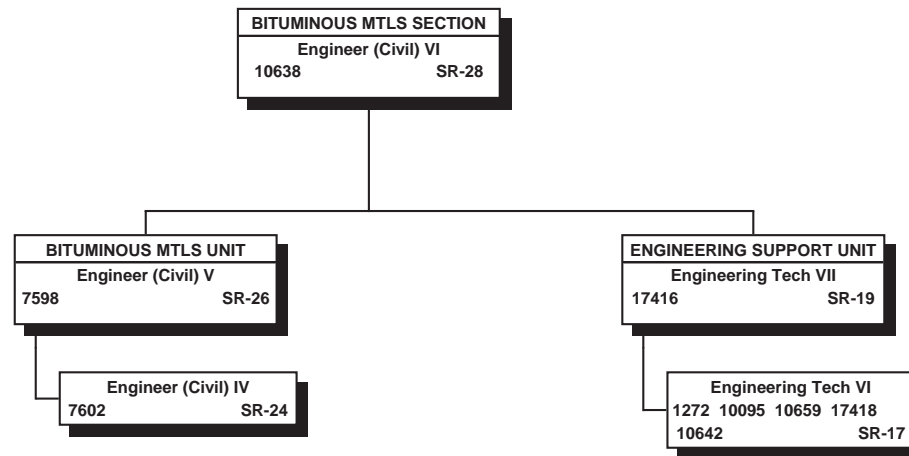 BITUMINOUS MTLS SECTION
Engineer (Civil) VI
10638 SR-28
BITUMINOUS MTLS UNIT
Engineer (Civil) V
7598 SR-26
Engineer (Civil) IV
7602 SR-24
ENGINEERING SUPPORT UNIT
Engineering Tech VII
17416 SR-19
Engineering Tech VI
1272 10095 10659 17418
10642 SR-17